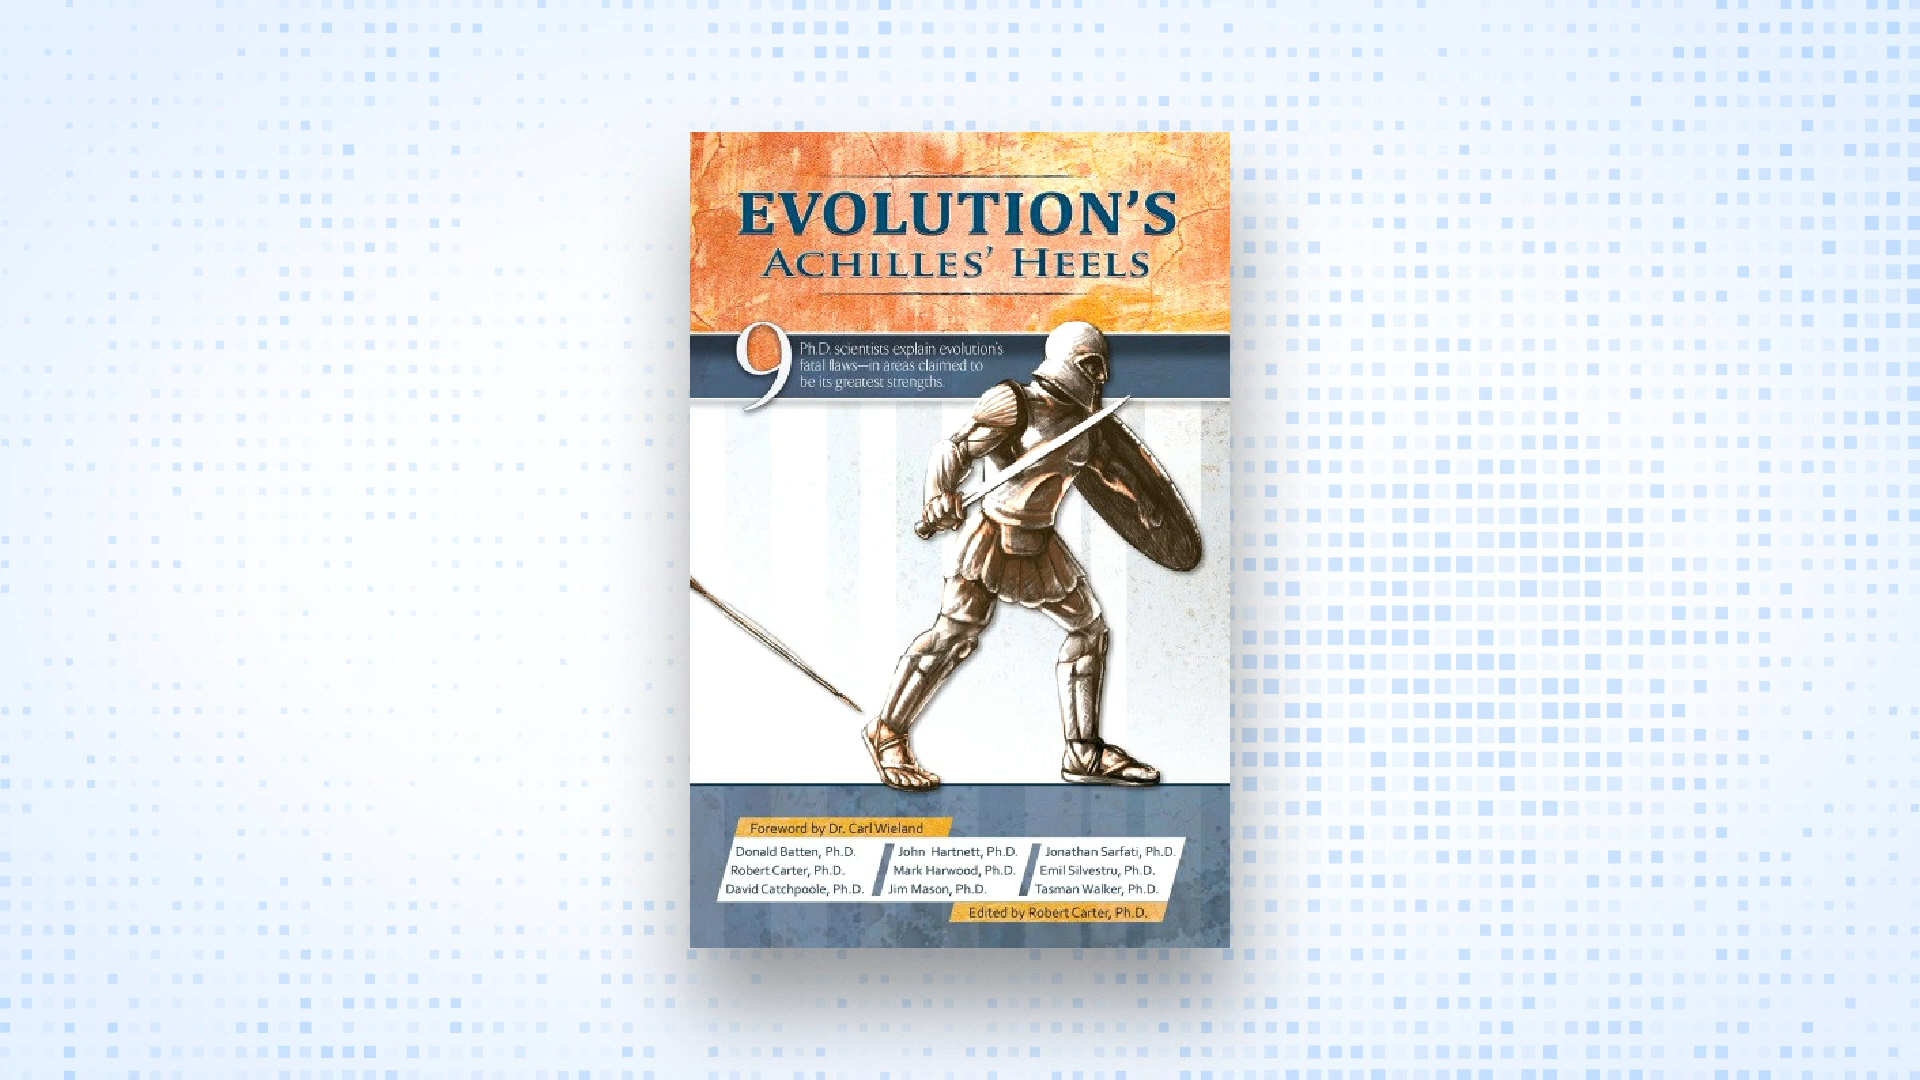 EVOLUTION'S
ACHILLES' HEELS
9
Ph.D. scientists explain evolution's
fatal flaws—in areas claimed to
be its greatest strengths.
Foreword by Dr. Carl Wieland
Donald Batten, Ph.D.
Robert Carter, Ph.D.
David Catchpoole, Ph.D.
John Hartnett, Ph.D.
Mark Harwood, Ph.D.
Jim Mason, Ph.D.
Jonathan Sarfati, Ph.D.
Emil Silvestru, Ph.D.
Tasman Walker, Ph.D.
Edited by Robert Carter, Ph.D.